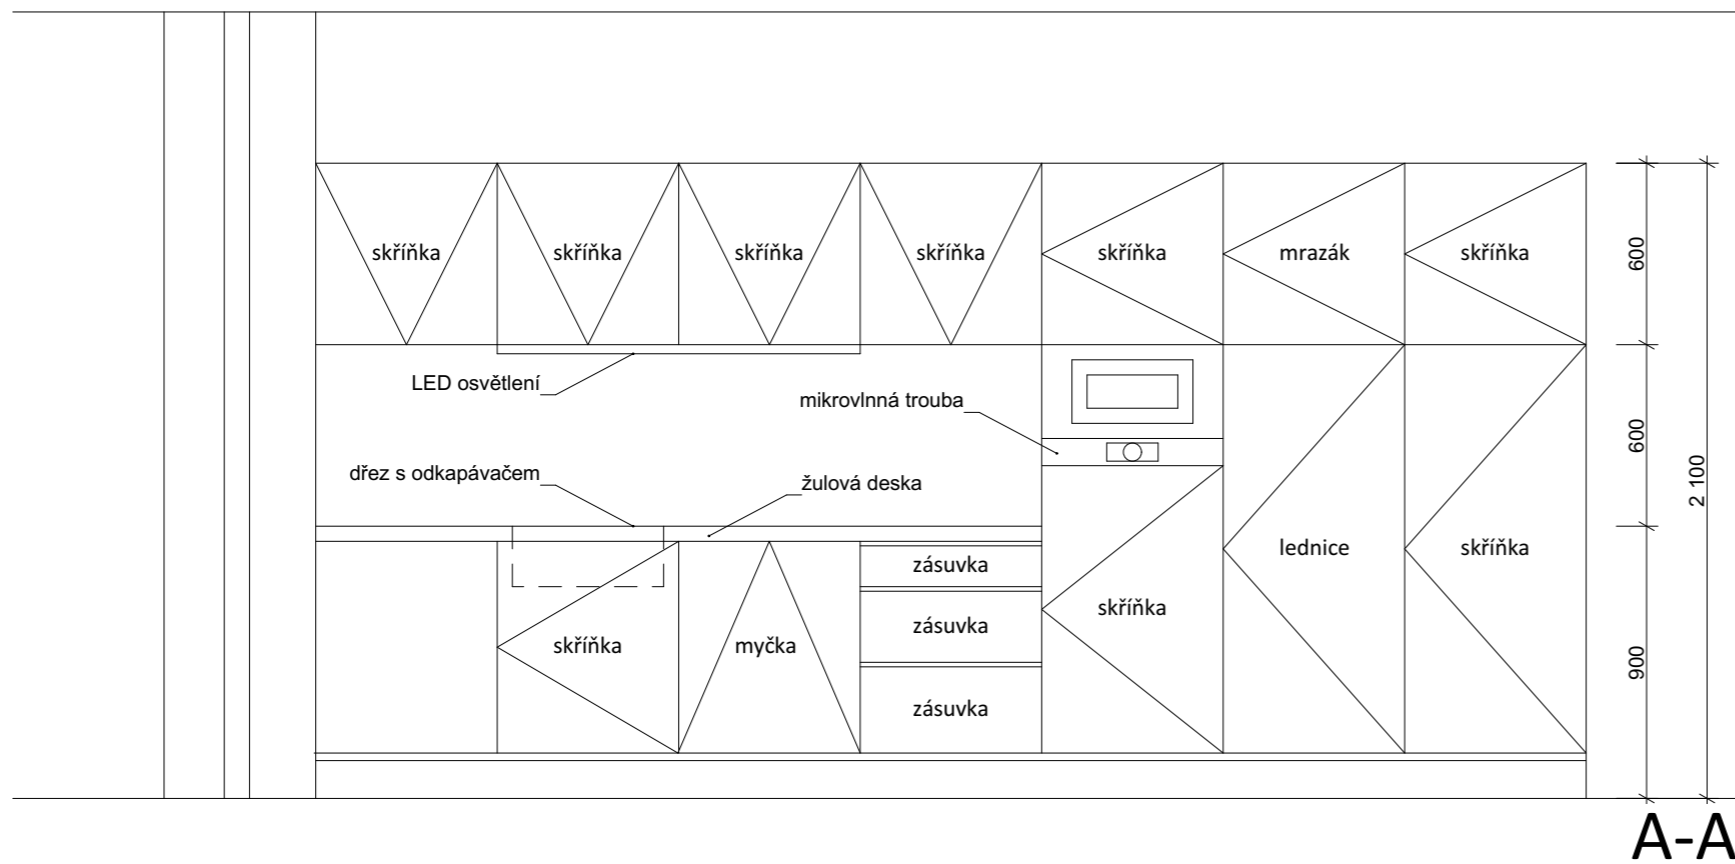 skříňka
skříňka
skříňka
skříňka
skříňka
mrazák
skříňka
600
LED osvětlení
mikrovlnná trouba
600
2 100
dřez s odkapávačem
žulová deska
lednice
skříňka
zásuvka
skříňka
zásuvka
skříňka
myčka
900
zásuvka
A-A